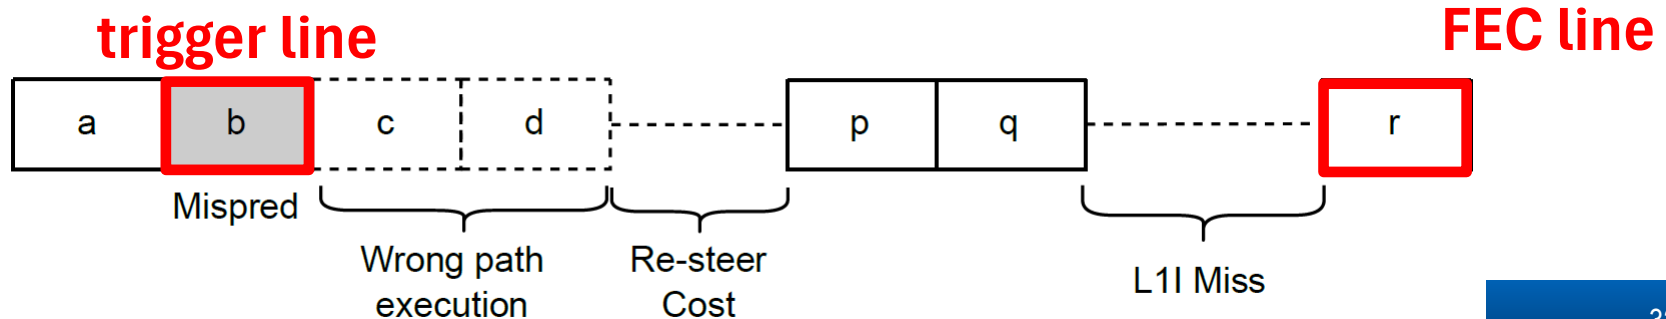 trigger line
FEC line
a
b
c
d
p
q
r
Mispred
Wrong path
execution
Re-steer
Cost
L1I Miss